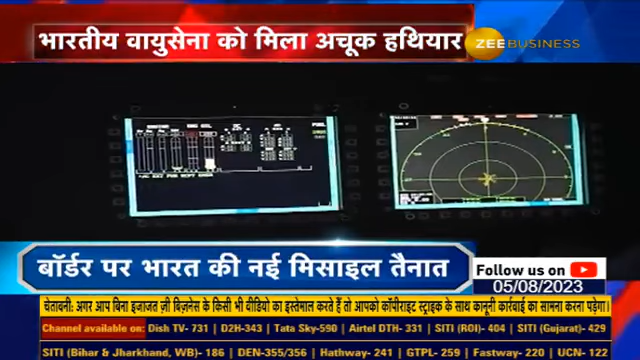 भारतीय वायुसेना को मिला अचूक हथियार
ZEE BUSINESS
बॉर्डर पर भारत की नई मिसाइल तैनात
Follow us on
05/08/2023
चेतावनी: अगर आप बिना इजाजत ज़ी बिज़नेस के किसी भी वीडियो का इस्तेमाल करते हैं तो आपको कॉपीराइट स्ट्राइक के साथ कानूनी कार्रवाई का सामना करना पड़ेगा।
Channel available on: Dish TV- 731 | D2H-343 | Tata Sky-590 | Airtel DTH- 331 | SITI (ROI) - 404 | SITI (Gujarat) - 429
SITI (Bihar & Jharkhand, WB)- 186 | DEN-355/356 | Hathway- 241 | GTPL- 259 | Fastway- 220 | UCN- 122